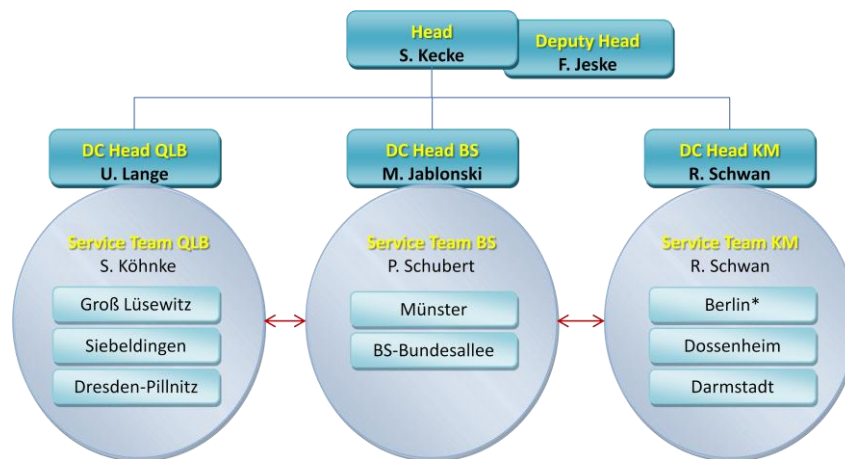 Head
S. Kecke
Deputy Head
F. Jeske
DC Head QLB
U. Lange
DC Head BS
M. Jablonski
DC Head KM
R. Schwan
Service Team QLB
S. Köhnke
Groß Lüsewitz
Siebeldingen
Dresden-Pillnitz
Service Team BS
P. Schubert
Münster
BS-Bundesallee
Service Team KM
R. Schwan
Berlin*
Dossenheim
Darmstadt